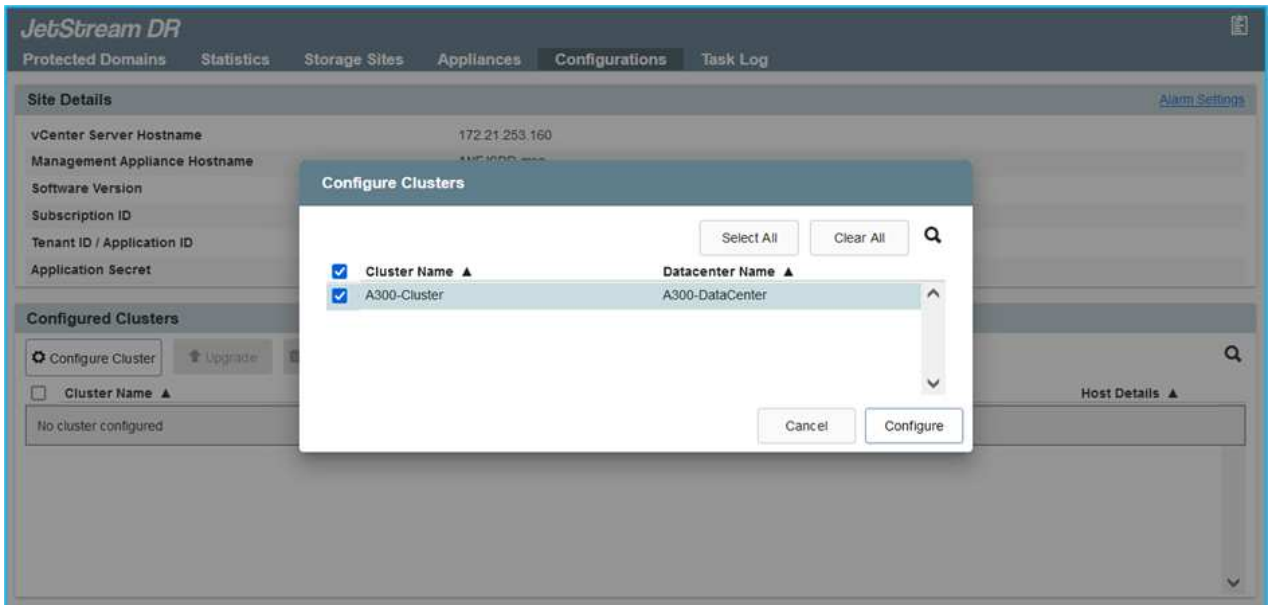 JetStream DR
Protected Domains Statistics Storage Sites Appliances Configurations Task Log
Site Details Alarm Settings
vCenter Server Hostname 172.21.253.160
Management Appliance Hostname
Software Version
Subscription ID
Tenant ID / Application ID
Application Secret
Configure Clusters
Select All Clear All
Cluster Name ▲ Datacenter Name ▲
A300-Cluster A300-DataCenter
Cancel Configure
Configured Clusters
Configure Cluster Upgrade
Cluster Name ▲ Host Details ▲
No cluster configured